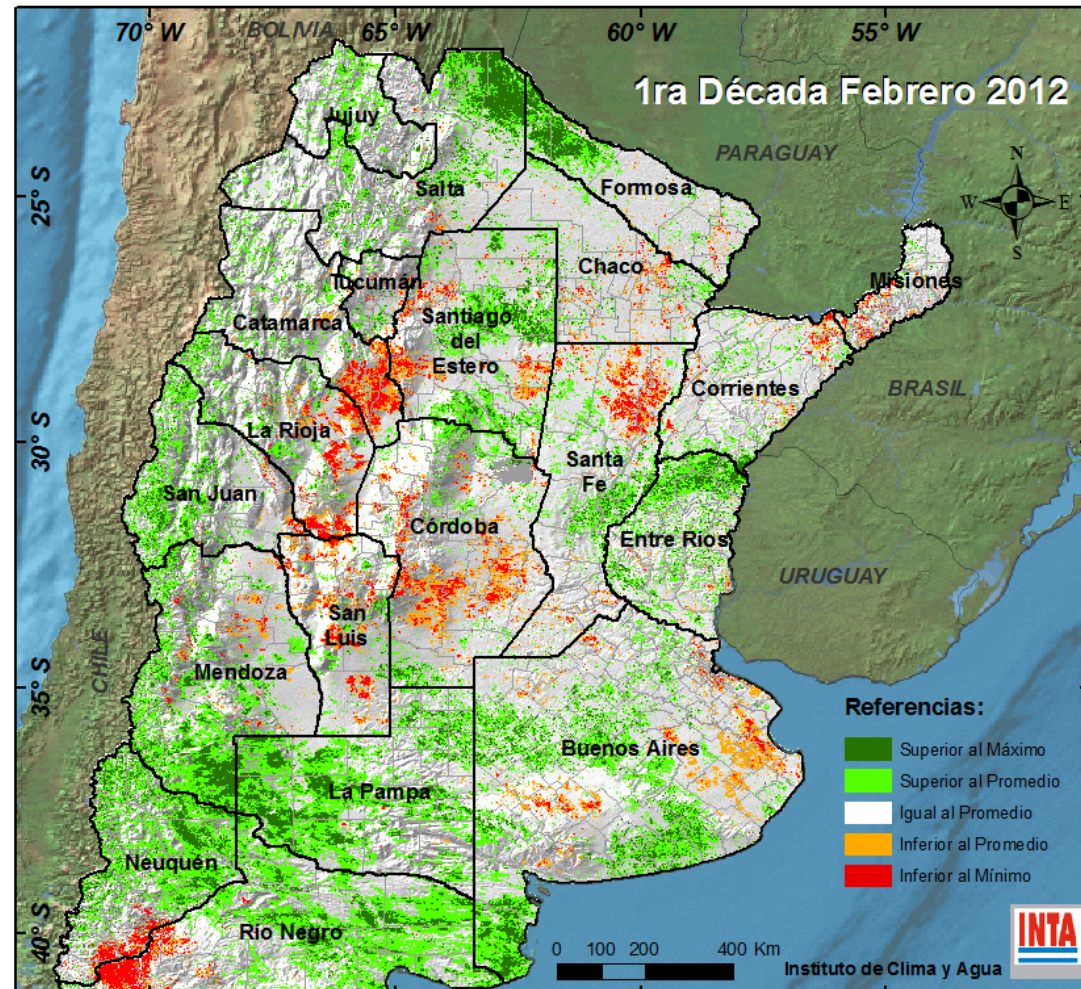 70° W
65° W
60° W
55° W
BOLIVIA
1ra Década Febrero 2012
Jujuy
PARAGUAY
N
W
E
S
25° S
Salta
Formosa
Chaco
Misiones
Tucumán
Catamarca
Santiago
del
Estero
Corrientes
BRASIL
30° S
La Rioja
Santa
Fe
San Juan
Córdoba
Entre Ríos
URUGUAY
San
Luis
CHILE
Mendoza
35° S
Buenos Aires
La Pampa
Neuquén
Río Negro
40° S
Referencias:
Superior al Máximo
Superior al Promedio
Igual al Promedio
Inferior al Promedio
Inferior al Mínimo
0 100 200 400 Km
Instituto de Clima y Agua
INTA